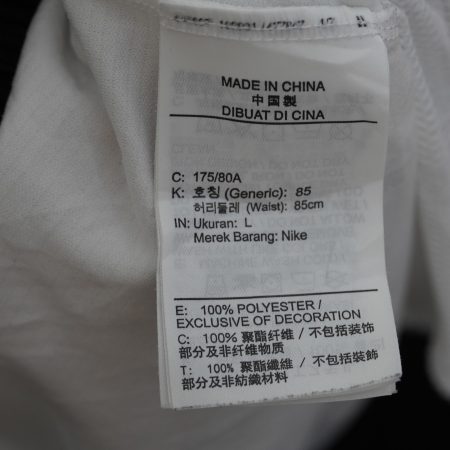 MADE IN CHINA
中国製
DIBUAT DI CINA
C: 175/80A
K: 호칭 (Generic): 85
허리둘레 (Waist): 85cm
IN: Ukuran: L
Merek Barang: Nike
E: 100% POLYESTER /
EXCLUSIVE OF DECORATION
C: 100% 聚酯纤维 / 不包括装饰
部分及非纤维物质
T: 100% 聚酯纖維 / 不包括裝飾
部分及非紡織材料